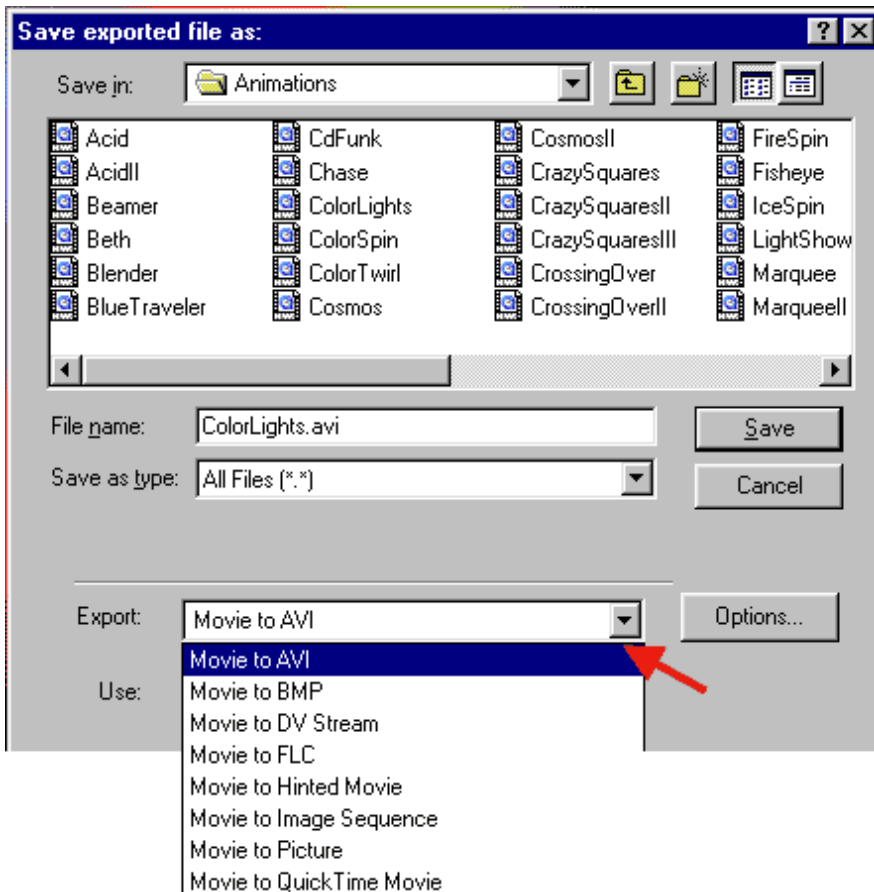 Save exported file as:
Save in: Animations
Acid CdFunk CosmosII FireSpin
AcidII Chase CrazySquares Fisheye
Beamer ColorLights CrazySquaresII IceSpin
Beth ColorSpin CrazySquaresIII LightShow
Blender ColorTwirl CrossingOver Marquee
BlueTraveler Cosmos CrossingOverII MarqueeII
File name: ColorLights.avi Save
Save as type: All Files (*.*) Cancel
Export: Movie to AVI Options...
Movie to AVI
Use: Movie to BMP
Movie to DV Stream
Movie to FLC
Movie to Hinted Movie
Movie to Image Sequence
Movie to Picture
Movie to QuickTime Movie